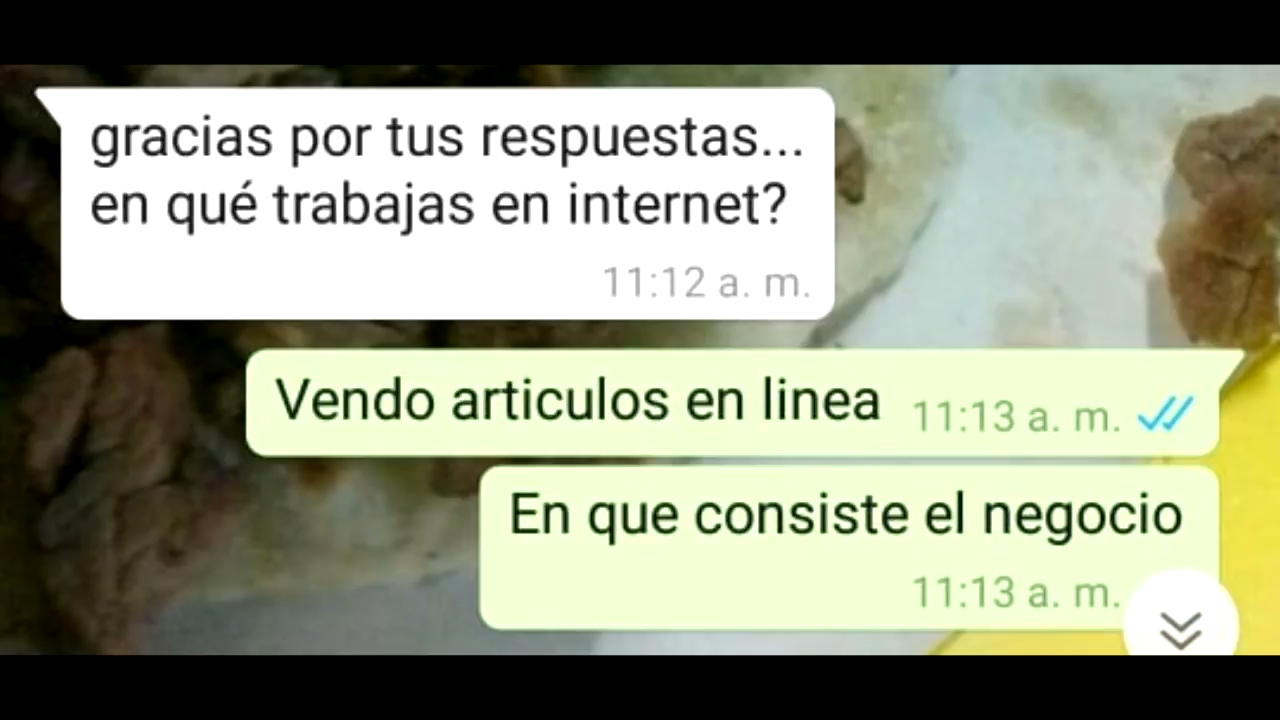 gracias por tus respuestas...
en qué trabajas en internet?
11:12 a. m.
Vendo articulos en linea 11:13 a. m.
En que consiste el negocio
11:13 a. m.